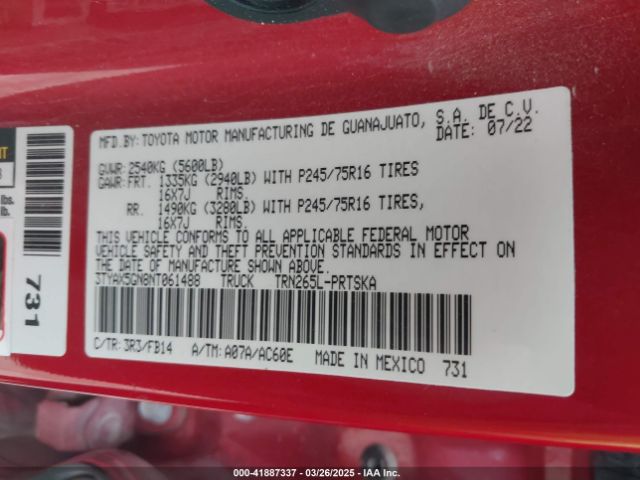 MFD.BY: TOYOTA MOTOR MANUFACTURING DE GUANAJUATO, S.A. DE C.V.
DATE: 07/22
GVWR: 2540KG (5600LB)
GAWR: FRT. 1335KG (2940LB) WITH P245/75R16 TIRES
16X7J RIMS.
RR. 1490KG (3280LB) WITH P245/75R16 TIRES,
16X7J RIMS.
THIS VEHICLE CONFORMS TO ALL APPLICABLE FEDERAL MOTOR
VEHICLE SAFETY AND THEFT PREVENTION STANDARDS IN EFFECT ON
THE DATE OF MANUFACTURE SHOWN ABOVE.
3TYAX5GN8NT061488 TRUCK TRN265L-PRTSKA
C/TR: 3R3/FB14 A/TM: A07A/AC60E MADE IN MEXICO 731
731
lbs.
lb.
000-41887337 | 03/26/2025 | IAA Inc.